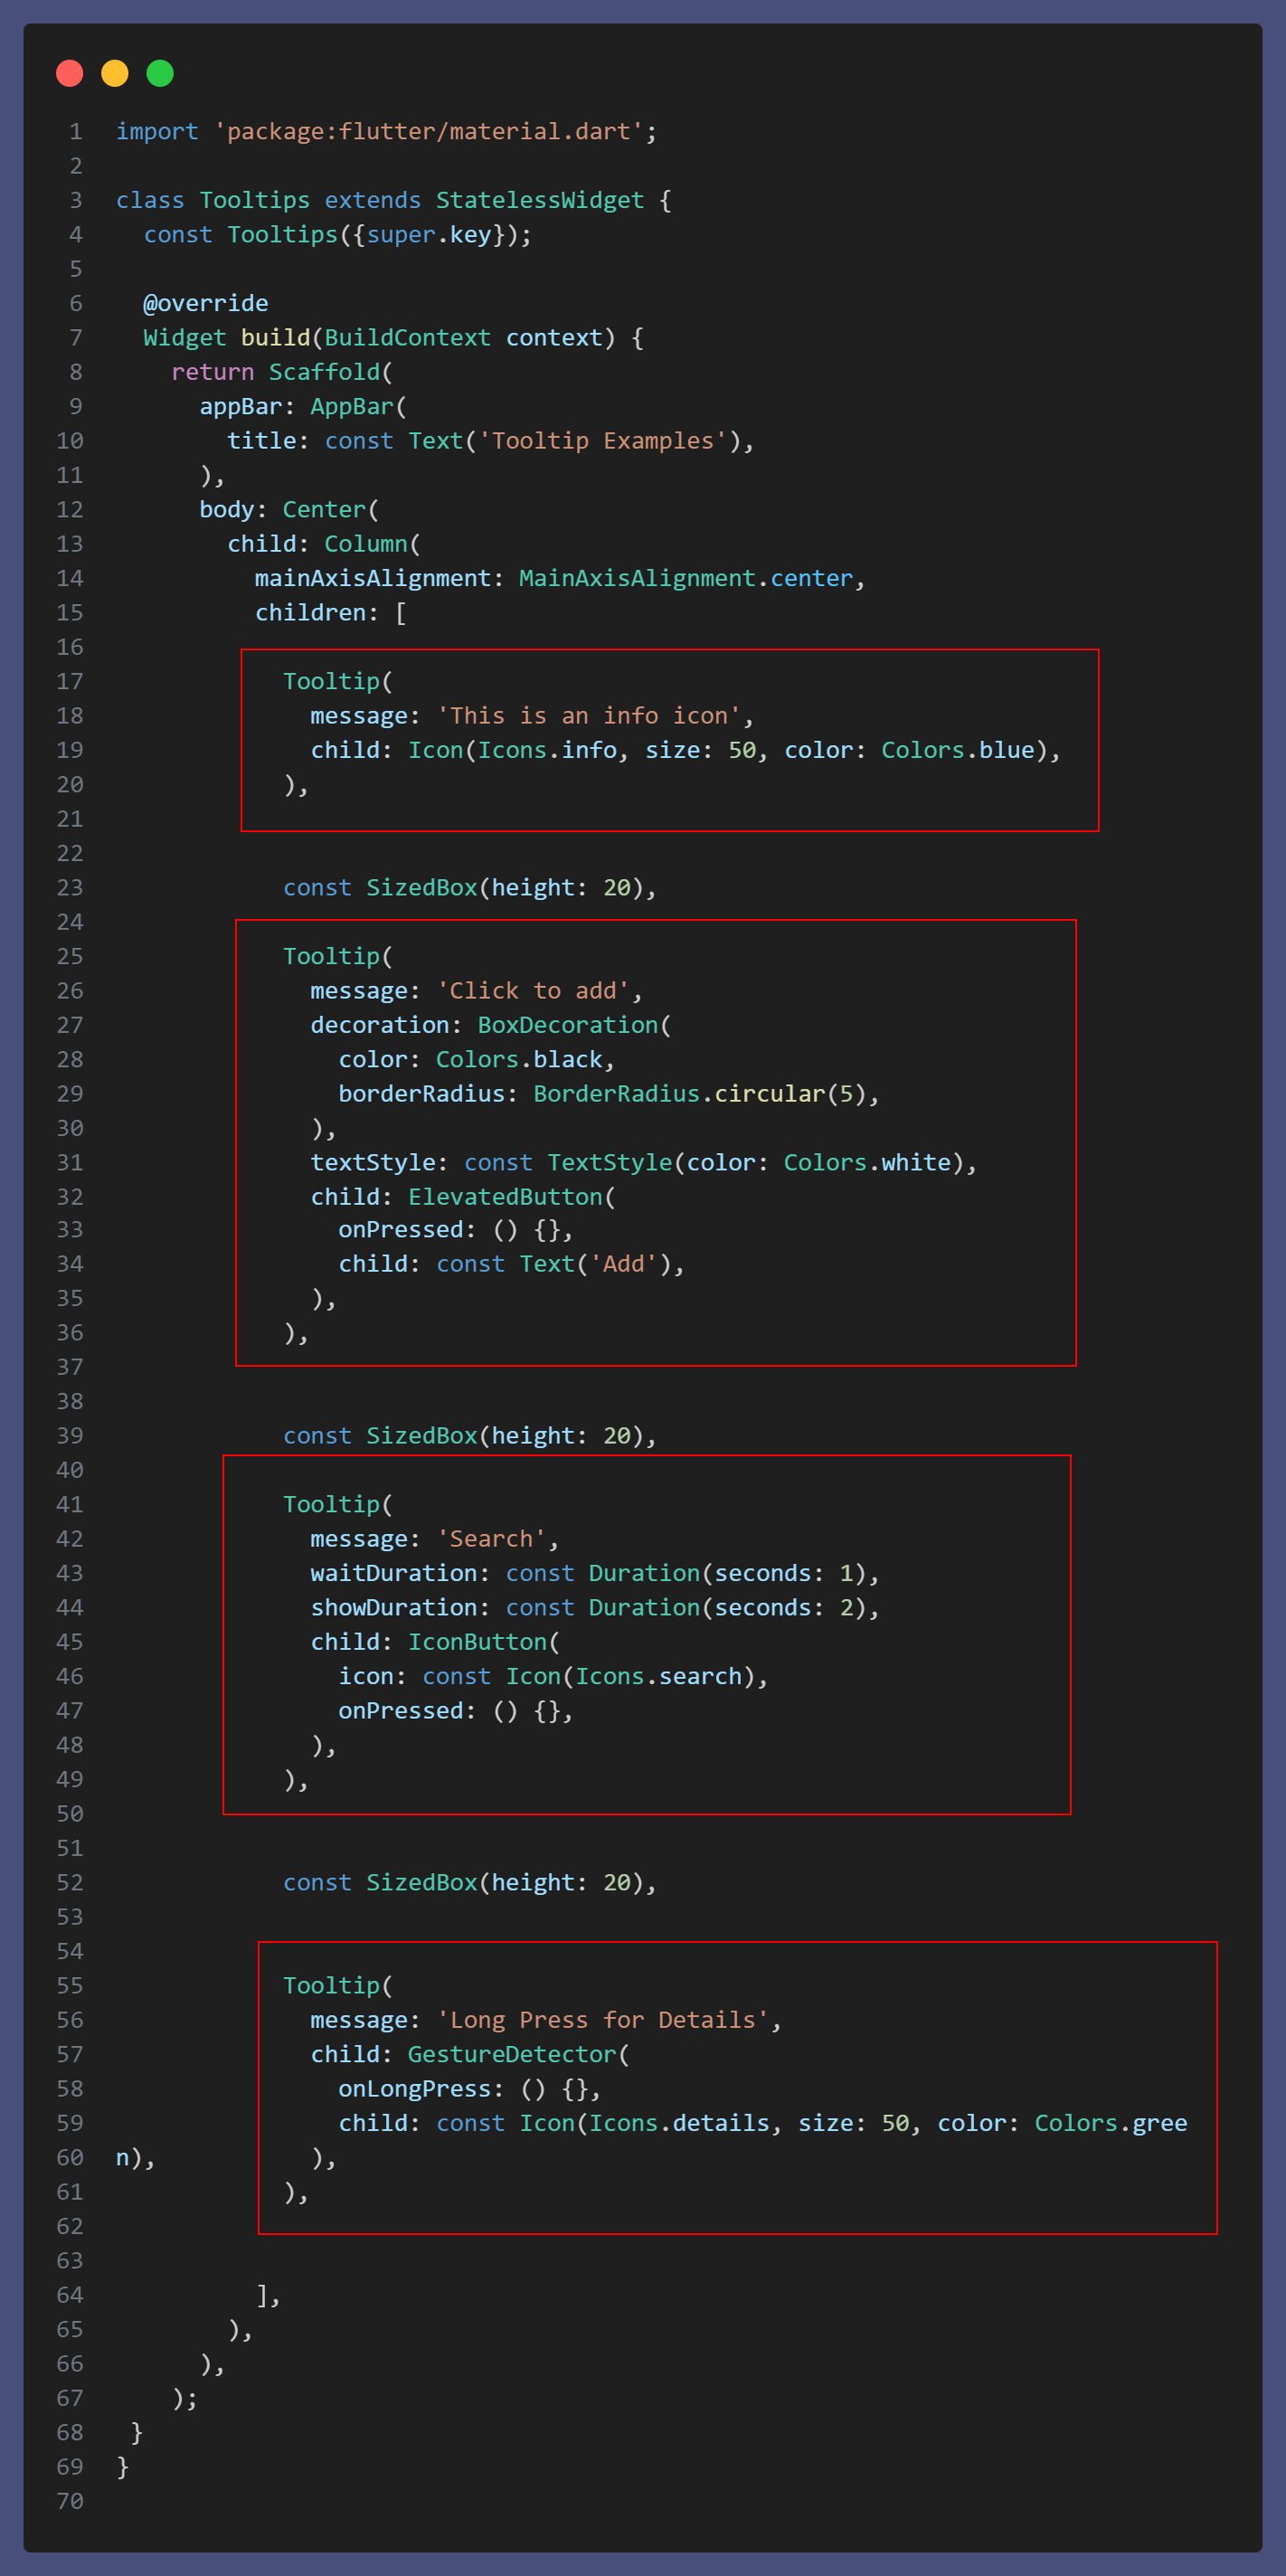 1 import 'package:flutter/material.dart';
2
3 class Tooltips extends StatelessWidget {
4   const Tooltips({super.key});
5
6   @override
7   Widget build(BuildContext context) {
8     return Scaffold(
9       appBar: AppBar(
10         title: const Text('Tooltip Examples'),
11       ),
12       body: Center(
13         child: Column(
14           mainAxisAlignment: MainAxisAlignment.center,
15           children: [
16
17             Tooltip(
18               message: 'This is an info icon',
19               child: Icon(Icons.info, size: 50, color: Colors.blue),
20             ),
21
22
23             const SizedBox(height: 20),
24
25             Tooltip(
26               message: 'Click to add',
27               decoration: BoxDecoration(
28                 color: Colors.black,
29                 borderRadius: BorderRadius.circular(5),
30               ),
31               textStyle: const TextStyle(color: Colors.white),
32               child: ElevatedButton(
33                 onPressed: () {},
34                 child: const Text('Add'),
35               ),
36             ),
37
38
39             const SizedBox(height: 20),
40
41             Tooltip(
42               message: 'Search',
43               waitDuration: const Duration(seconds: 1),
44               showDuration: const Duration(seconds: 2),
45               child: IconButton(
46                 icon: const Icon(Icons.search),
47                 onPressed: () {},
48               ),
49             ),
50
51
52             const SizedBox(height: 20),
53
54
55             Tooltip(
56               message: 'Long Press for Details',
57               child: GestureDetector(
58                 onLongPress: () {},
59                 child: const Icon(Icons.details, size: 50, color: Colors.gree
60 n),           ),
61             ),
62
63
64           ],
65         ),
66       ),
67     );
68  }
69 }
70